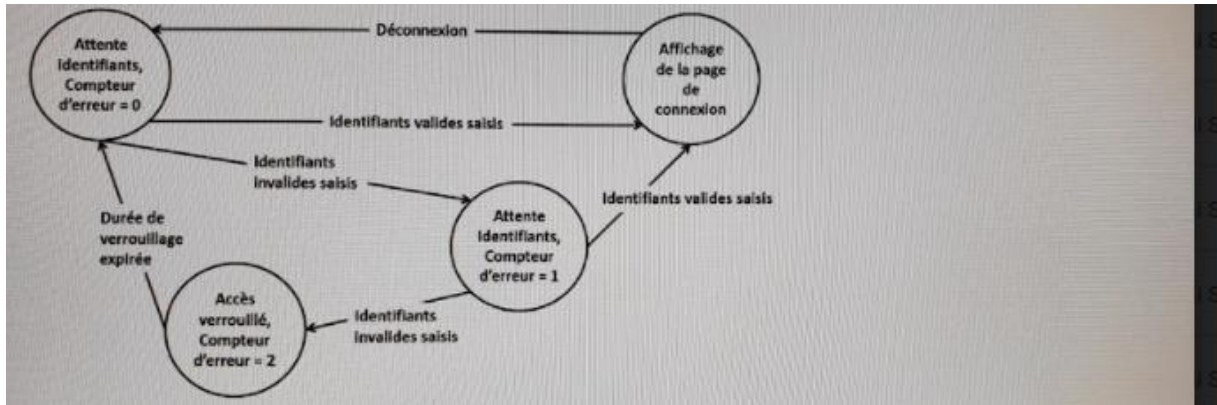 Déconnexion
Attente
Identifiants,
Compteur
d'erreur = 0
Affichage
de la page
de
connexion
Identifiants valides saisis
Identifiants
invalides saisis
Identifiants valides saisis
Durée de
verrouillage
expirée
Attente
Identifiants,
Compteur
d'erreur = 1
Accès
verrouillé,
Compteur
d'erreur = 2
Identifiants
invalides saisis